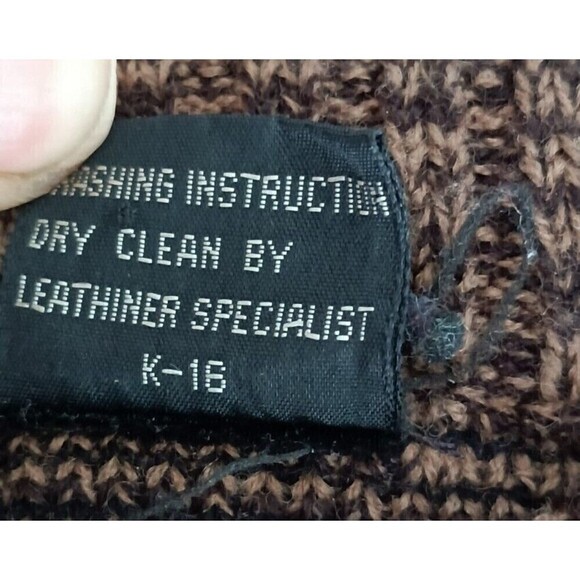 WASHING INSTRUCTION
DRY CLEAN BY
LEATHINER SPECIALIST
K-16